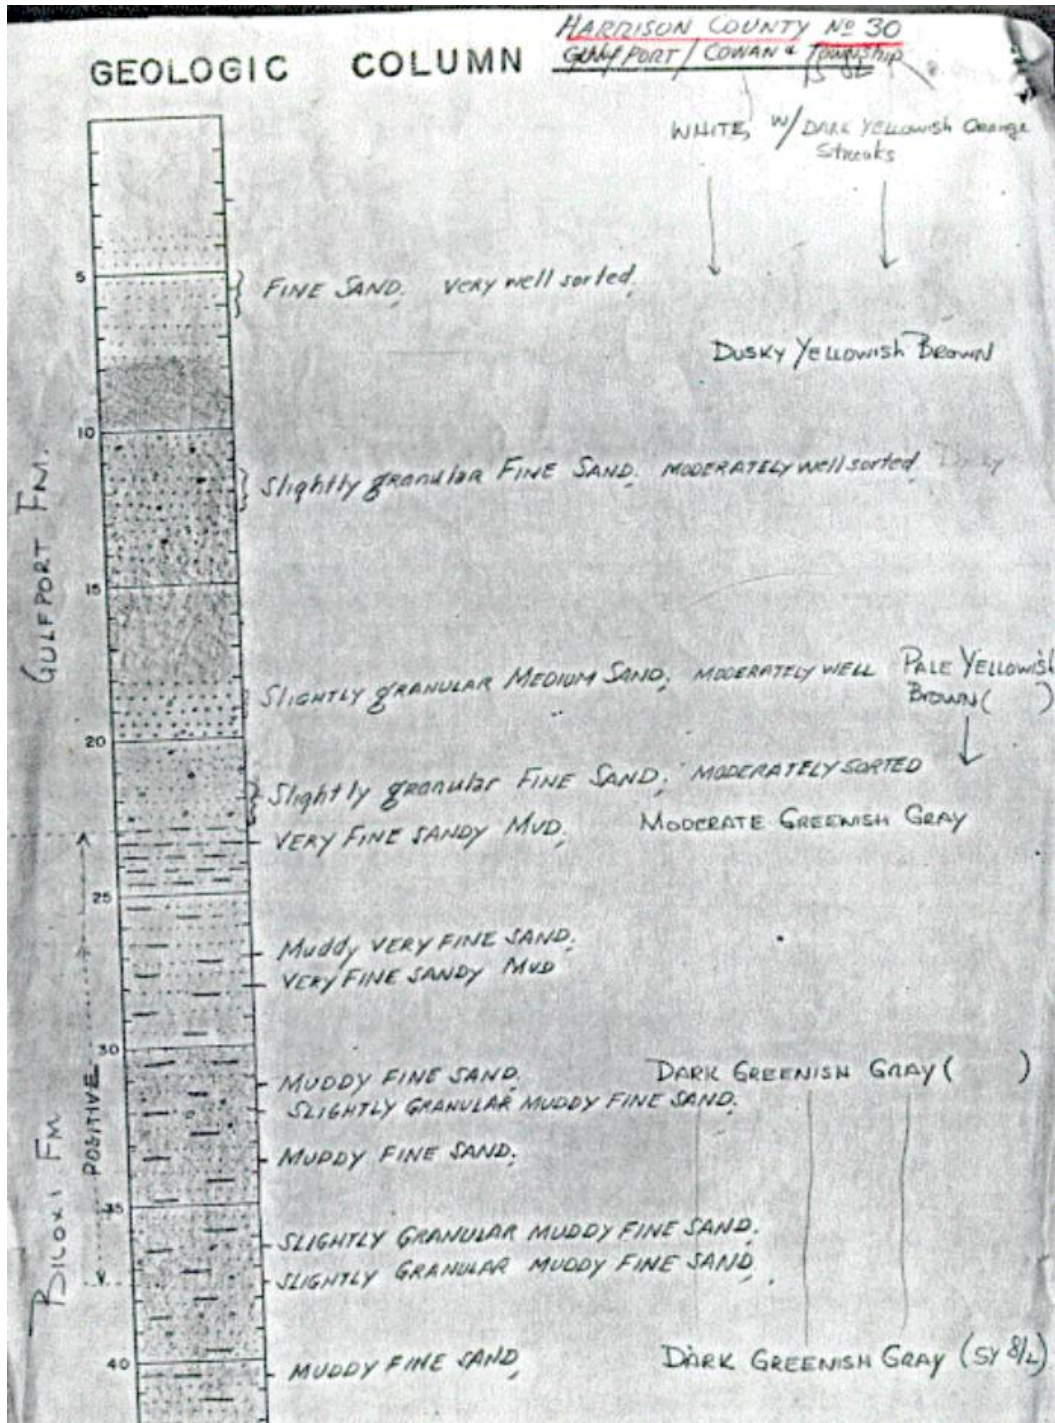 HARRISON COUNTY Nº 30
GEOLOGIC COLUMN
GULFPORT / COWAN & Township
WHITE, W/ DARK YELLOWISH Orange
Streaks
5
FINE SAND, very well sorted,
DUSKY YELLOWISH BROWN
10
Slightly granular FINE SAND, MODERATELY well sorted,
GULFPORT FM.
15
SLIGHTLY GRANULAR MEDIUM SAND, MODERATELY WELL
PALE YELLOWISH
BROWN ( )
20
Slightly granular FINE SAND, MODERATELY SORTED
VERY FINE SANDY MUD,
MODERATE GREENISH GRAY
25
Muddy VERY FINE SAND,
VERY FINE SANDY MUD
30
MUDDY FINE SAND,
DARK GREENISH GRAY ( )
SLIGHTLY GRANULAR MUDDY FINE SAND,
POSITIVE
BILOXI FM
MUDDY FINE SAND,
35
SLIGHTLY GRANULAR MUDDY FINE SAND,
SLIGHTLY GRANULAR MUDDY FINE SAND,
40
MUDDY FINE SAND,
DARK GREENISH GRAY (5Y 8/2)